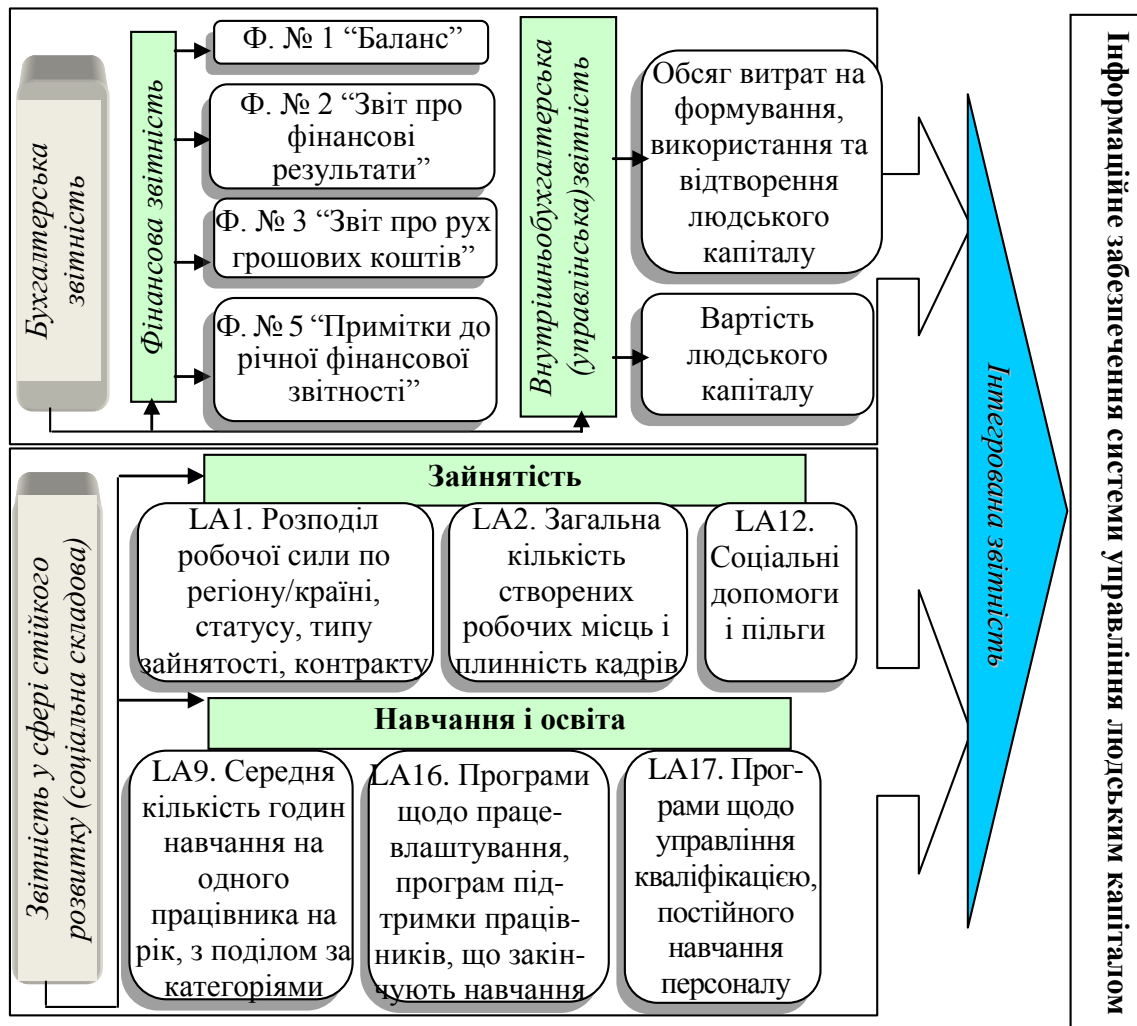 Бухгалтерська
звітність
Фінансова звітність
Ф. № 1 “Баланс”
Ф. № 2 “Звіт про
фінансові
результати”
Ф. № 3 “Звіт про рух
грошових коштів”
Ф. № 5 “Примітки до
річної фінансової
звітності”
Внутрішньобухгалтерська
(управлінська)звітність
Обсяг витрат на
формування,
використання та
відтворення
людського
капіталу
Вартість
людського
капіталу
Звітність у сфері стійкого
розвитку (соціальна складова)
Зайнятість
LA1. Розподіл
робочої сили по
регіону/країні,
статусу, типу
зайнятості, контракту
LA2. Загальна
кількість
створених
робочих місць і
плинність кадрів
LA12.
Соціальні
допомоги
і пільги
Навчання і освіта
LA9. Середня
кількість годин
навчання на
одного
працівника на
рік, з поділом за
категоріями
LA16. Програми
щодо праце-
влаштування,
програм під-
тримки праців-
ників, що закін-
чують навчання
LA17. Прог-
рами щодо
управління
кваліфікацією,
постійного
навчання
персоналу
Інтегрована звітність
Інформаційне забезпечення системи управління людським капіталом